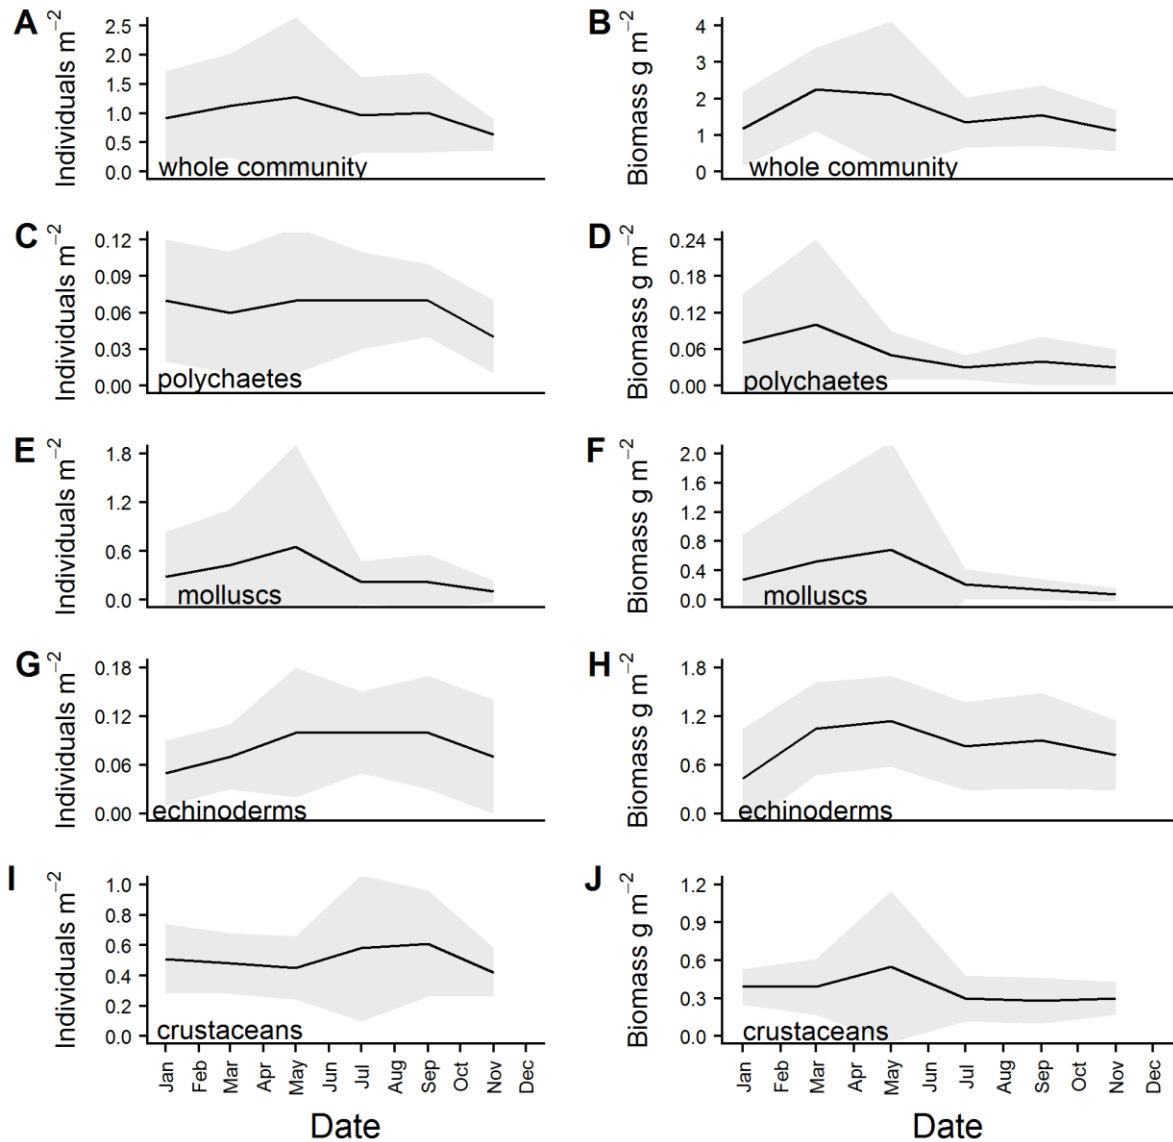 A
Individuals m⁻²
2.5
2.0
1.5
1.0
0.5
0.0
whole community
B
Biomass g m⁻²
4
3
2
1
0
whole community
C
Individuals m⁻²
0.12
0.09
0.06
0.03
0.00
polychaetes
D
Biomass g m⁻²
0.24
0.18
0.12
0.06
0.00
polychaetes
E
Individuals m⁻²
1.8
1.2
0.6
0.0
molluscs
F
Biomass g m⁻²
2.0
1.6
1.2
0.8
0.4
0.0
molluscs
G
Individuals m⁻²
0.18
0.12
0.06
0.00
echinoderms
H
Biomass g m⁻²
1.8
1.2
0.6
0.0
echinoderms
I
Individuals m⁻²
1.0
0.8
0.6
0.4
0.2
0.0
crustaceans
Jan Feb Mar Apr May Jun Jul Aug Sep Oct Nov Dec
Date
J
Biomass g m⁻²
1.2
0.9
0.6
0.3
0.0
crustaceans
Jan Mar Apr May Jun Jul Aug Sep Oct Nov Dec
Date